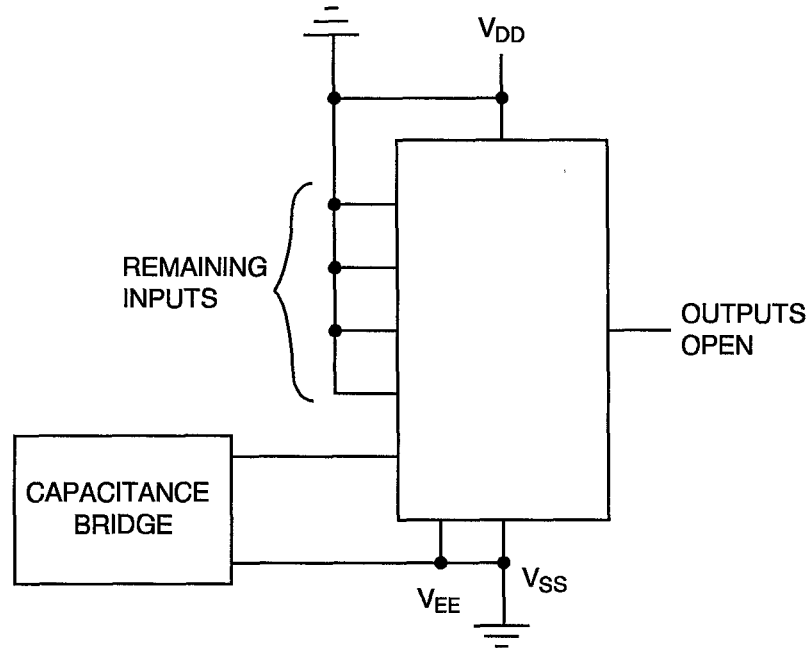 VDD
REMAINING
INPUTS
OUTPUTS
OPEN
CAPACITANCE
BRIDGE
VEE
VSS